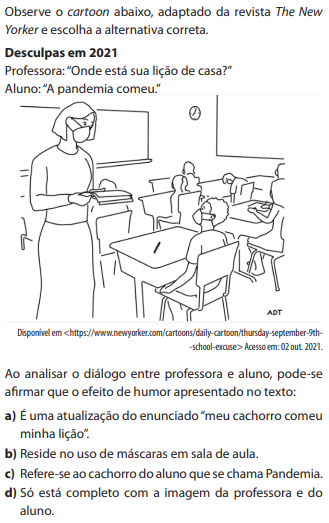 Observe o cartoon abaixo, adaptado da revista The New
Yorker e escolha a alternativa correta.
Desculpas em 2021
Professora: “Onde está sua lição de casa?”
Aluno: “A pandemia comeu.”
ADT
Disponível em <https://www.newyorker.com/cartoons/daily-cartoon/thursday-september-9th-
-school-excuse> Acesso em: 02 out. 2021.
Ao analisar o diálogo entre professora e aluno, pode-se
afirmar que o efeito de humor apresentado no texto:
a) É uma atualização do enunciado “meu cachorro comeu
minha lição”.
b) Reside no uso de máscaras em sala de aula.
c) Refere-se ao cachorro do aluno que se chama Pandemia.
d) Só está completo com a imagem da professora e do
aluno.